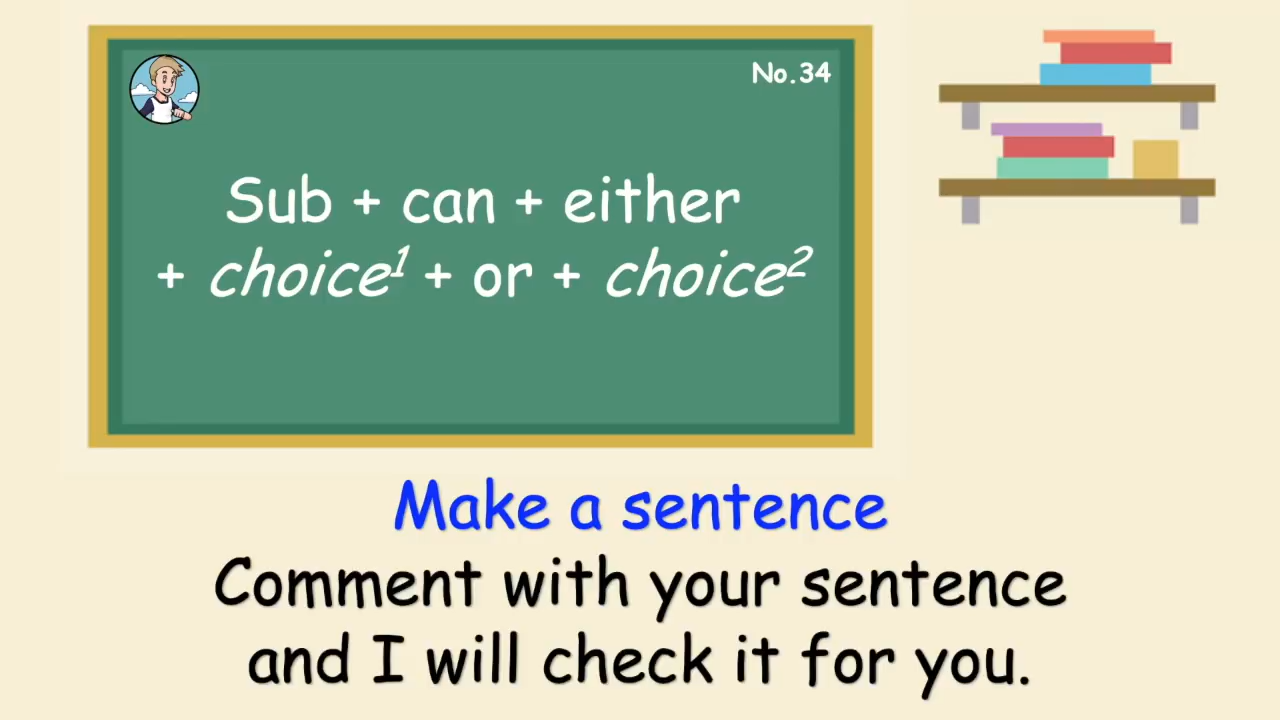 No.34
Sub + can + either
+ choice¹ + or + choice²
Make a sentence
Comment with your sentence
and I will check it for you.